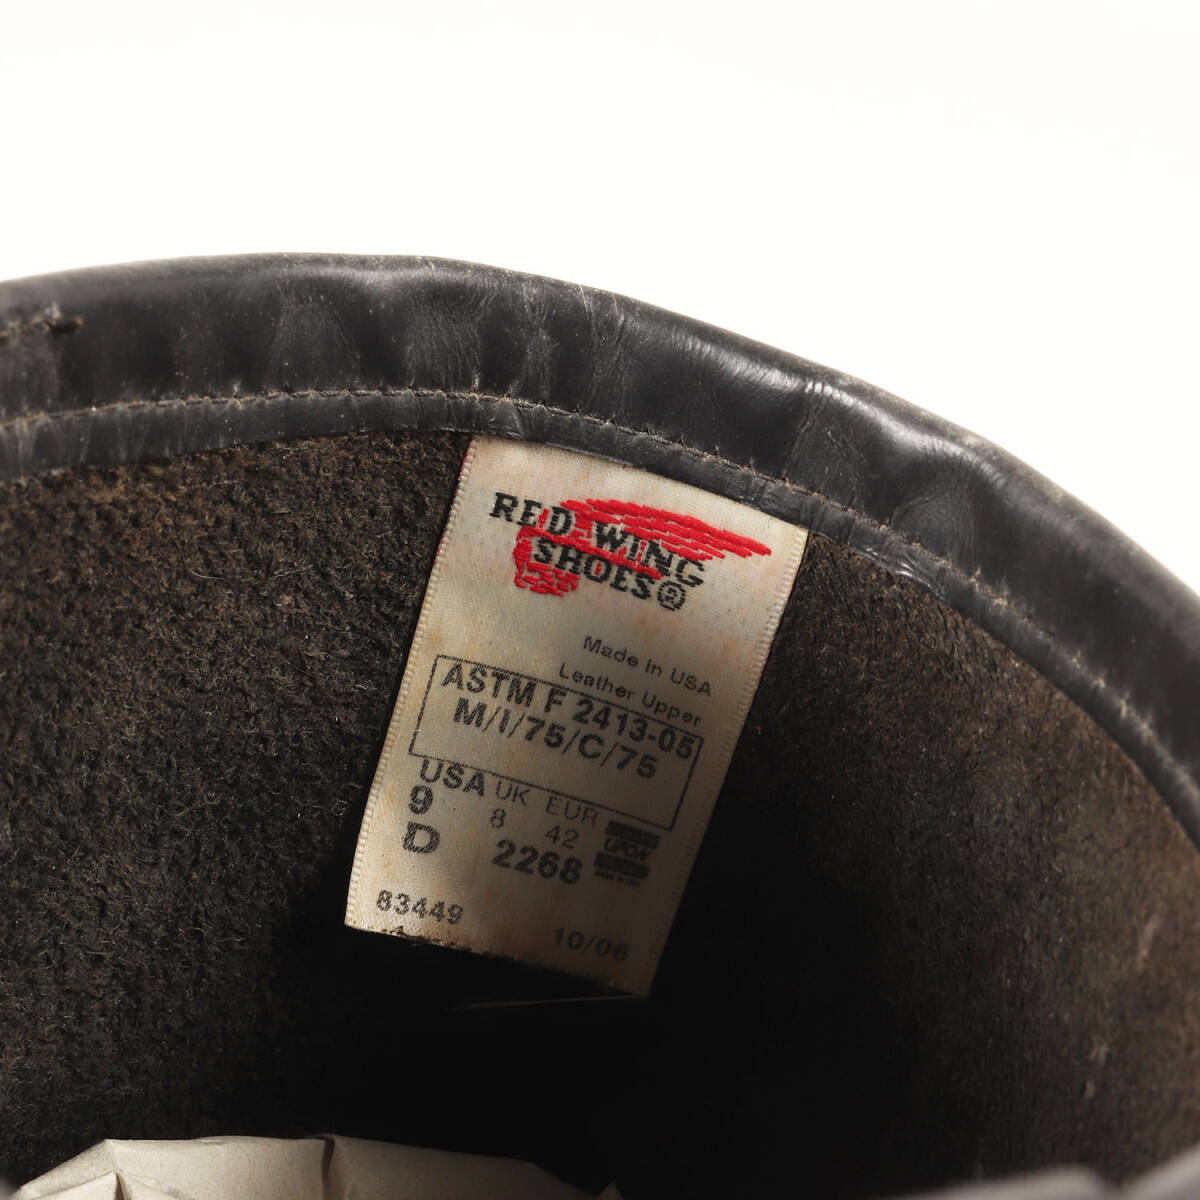 RED WING
SHOES®
Made In USA
Leather Upper
ASTM F 2413-05
M/I/75/C/75
USA UK EUR
9 8 42
D 2268
UFCW
83449
10/06